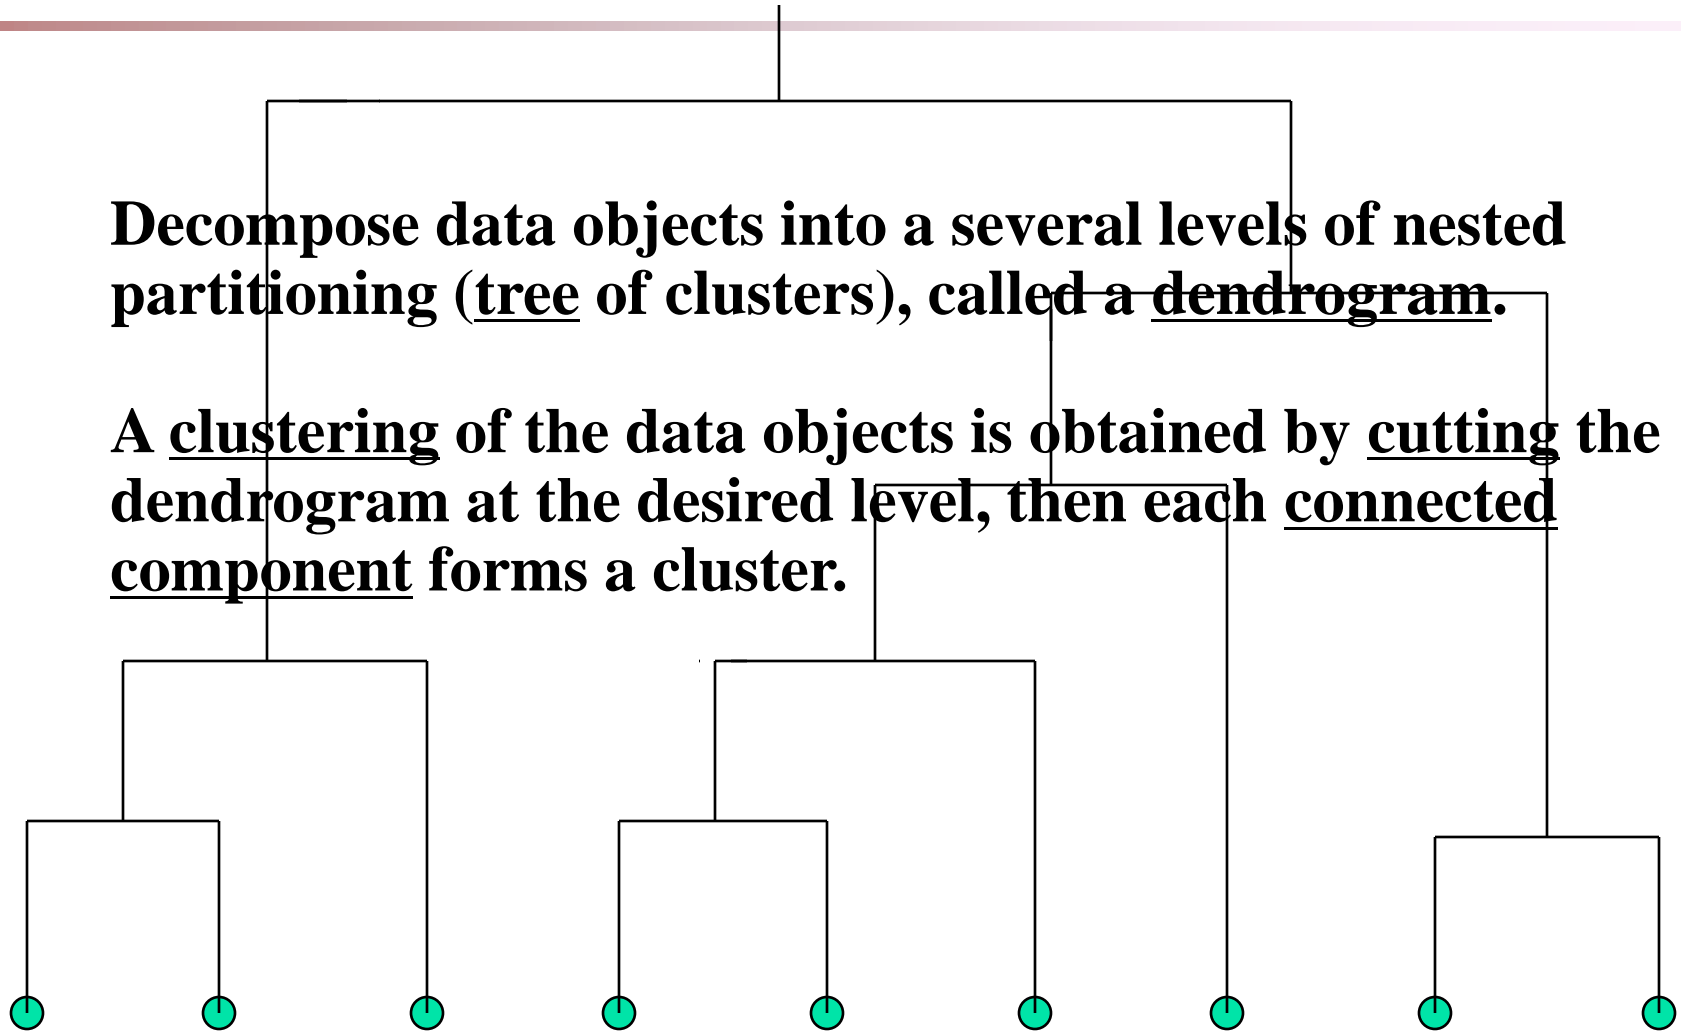 Decompose data objects into a several levels of nested
partitioning (tree of clusters), called a dendrogram.
A clustering of the data objects is obtained by cutting the
dendrogram at the desired level, then each connected
component forms a cluster.